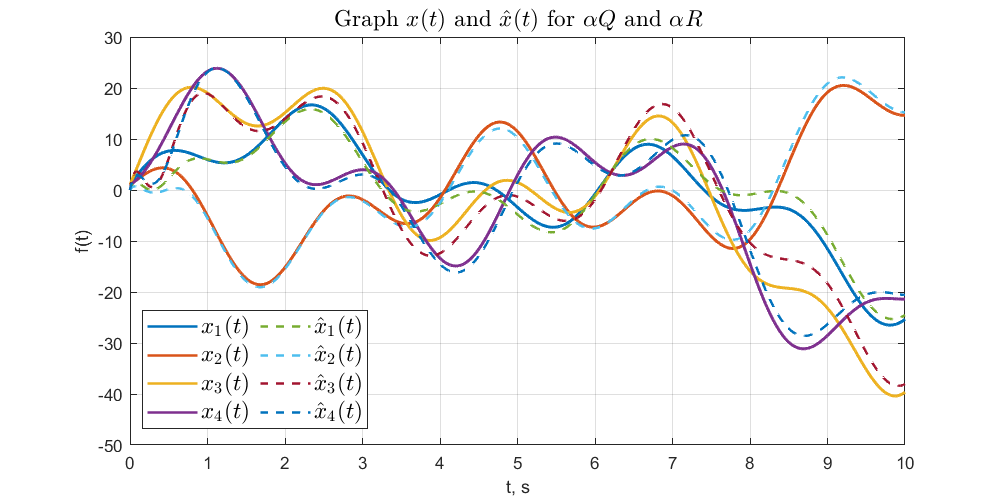 Graph x(t) and x̂(t) for αQ and αR
30
20
10
0
-10
-20
-30
-40
-50
f(t)
x₁(t) x̂₁(t)
x₂(t) x̂₂(t)
x₃(t) x̂₃(t)
x₄(t) x̂₄(t)
0 1 2 3 4 5 6 7 8 9 10
t, s